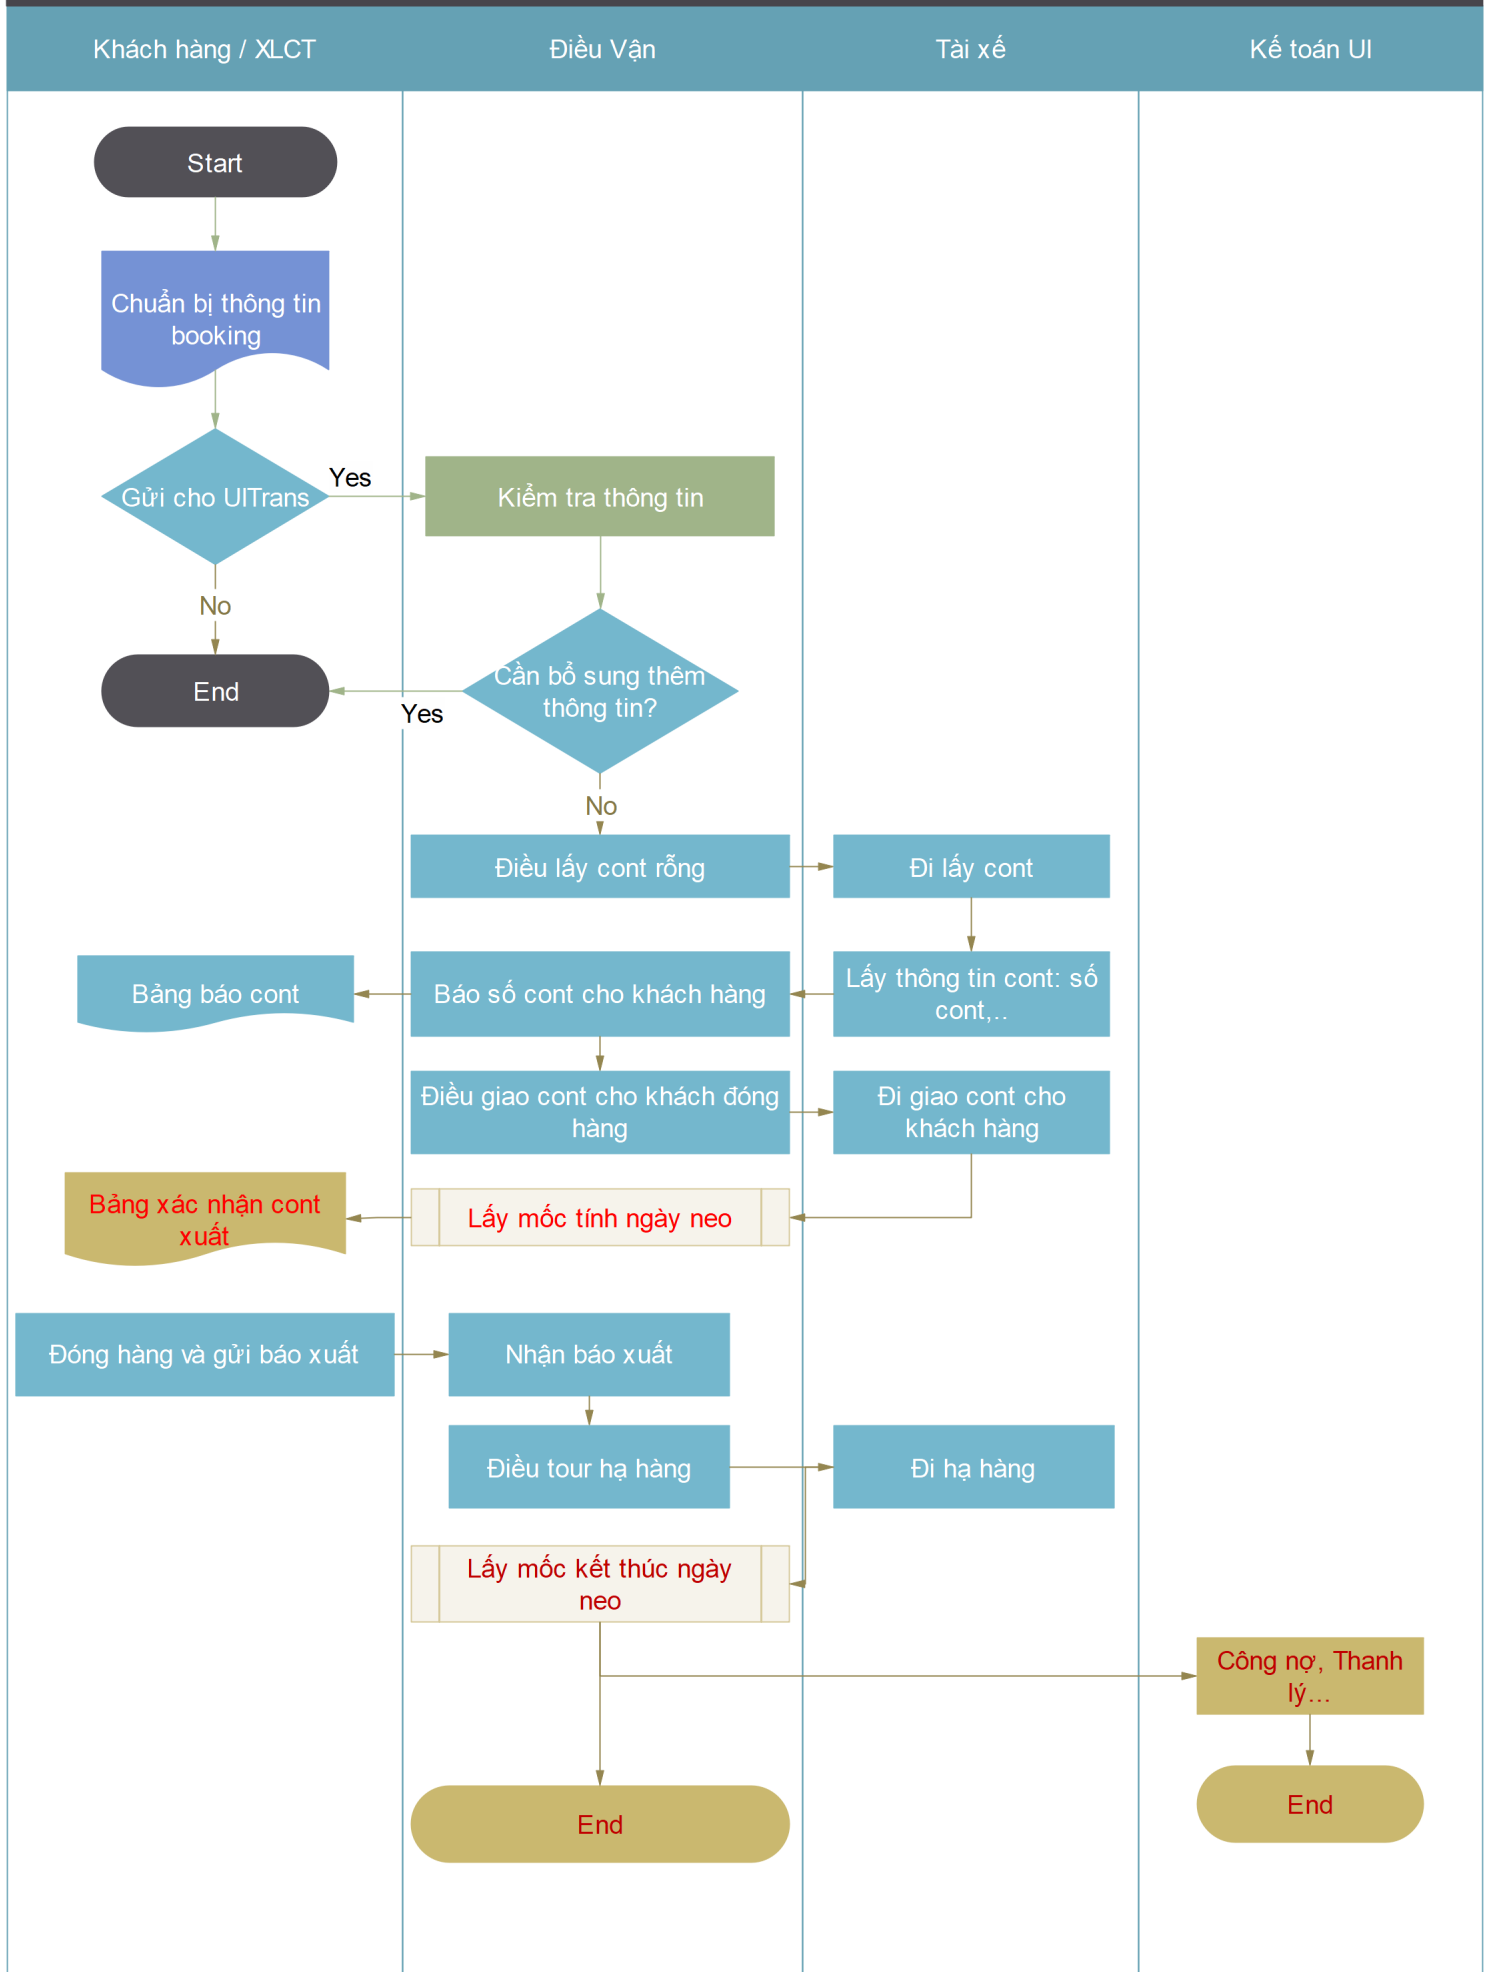 Khách hàng / XLCT
Điều Vận
Tài xế
Kế toán UI
Start
Chuẩn bị thông tin
booking
Gửi cho UITrans
Yes
Kiểm tra thông tin
No
End
Cần bổ sung thêm
thông tin?
Yes
No
Điều lấy cont rỗng
Đi lấy cont
Bảng báo cont
Báo số cont cho khách hàng
Lấy thông tin cont: số
cont,..
Điều giao cont cho khách đóng
hàng
Đi giao cont cho
khách hàng
Bảng xác nhận cont
xuất
Lấy mốc tính ngày neo
Đóng hàng và gửi báo xuất
Nhận báo xuất
Điều tour hạ hàng
Đi hạ hàng
Lấy mốc kết thúc ngày
neo
Công nợ, Thanh
lý...
End
End